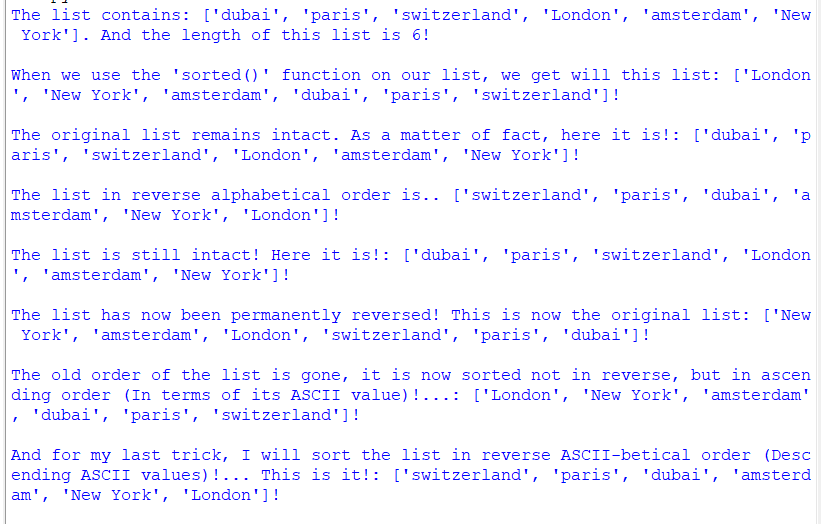 The list contains: ['dubai', 'paris', 'switzerland', 'London', 'amsterdam', 'New
 York']. And the length of this list is 6!
When we use the 'sorted()' function on our list, we get will this list: ['London
', 'New York', 'amsterdam', 'dubai', 'paris', 'switzerland']!
The original list remains intact. As a matter of fact, here it is!: ['dubai', 'p
aris', 'switzerland', 'London', 'amsterdam', 'New York']!
The list in reverse alphabetical order is.. ['switzerland', 'paris', 'dubai', 'a
msterdam', 'New York', 'London']!
The list is still intact! Here it is!: ['dubai', 'paris', 'switzerland', 'London
', 'amsterdam', 'New York']!
The list has now been permanently reversed! This is now the original list: ['New
 York', 'amsterdam', 'London', 'switzerland', 'paris', 'dubai']!
The old order of the list is gone, it is now sorted not in reverse, but in ascen
ding order (In terms of its ASCII value)!...: ['London', 'New York', 'amsterdam'
, 'dubai', 'paris', 'switzerland']!
And for my last trick, I will sort the list in reverse ASCII-betical order (Desc
ending ASCII values)!... This is it!: ['switzerland', 'paris', 'dubai', 'amsterd
am', 'New York', 'London']!